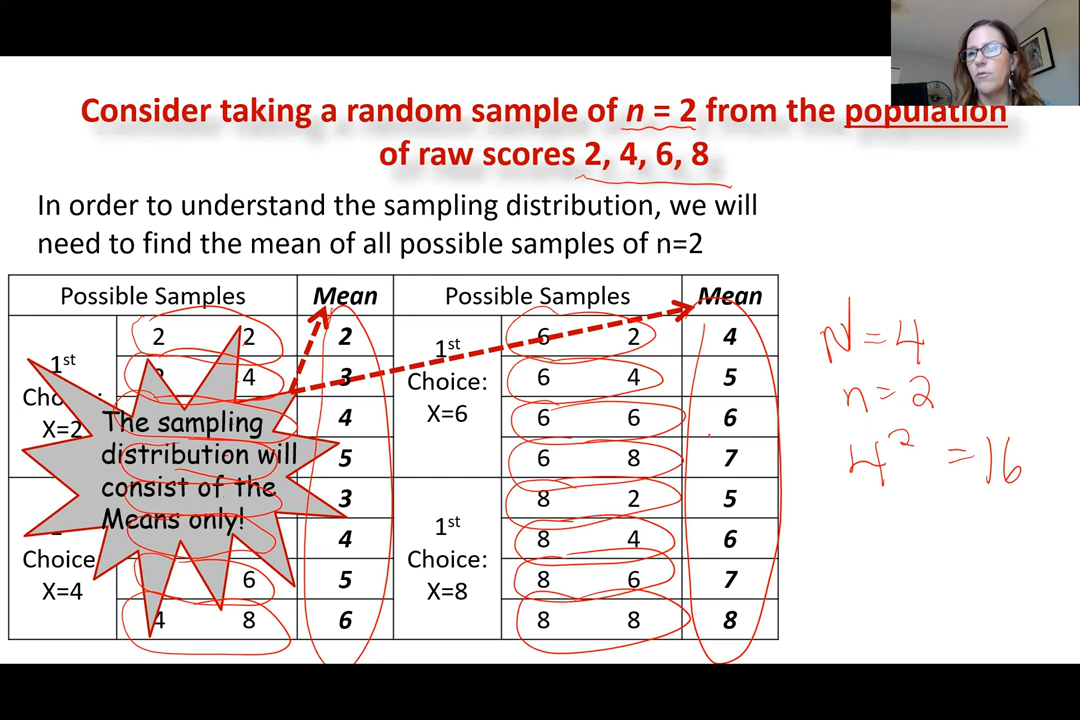 Consider taking a random sample of n = 2 from the population
of raw scores 2, 4, 6, 8
In order to understand the sampling distribution, we will
need to find the mean of all possible samples of n=2
Possible Samples Mean Possible Samples Mean
1st
X=2
2 2 2
4 3
4
5
Choice
X=4
3
4
6 5
4 8 6
The sampling
distribution will
consist of the
Means only!
1st
Choice:
X=6
6 2 4
6 4 5
6 6 6
6 8 7
1st
Choice:
X=8
8 2 5
8 4 6
8 6 7
8 8 8
N = 4
n = 2
4² = 16